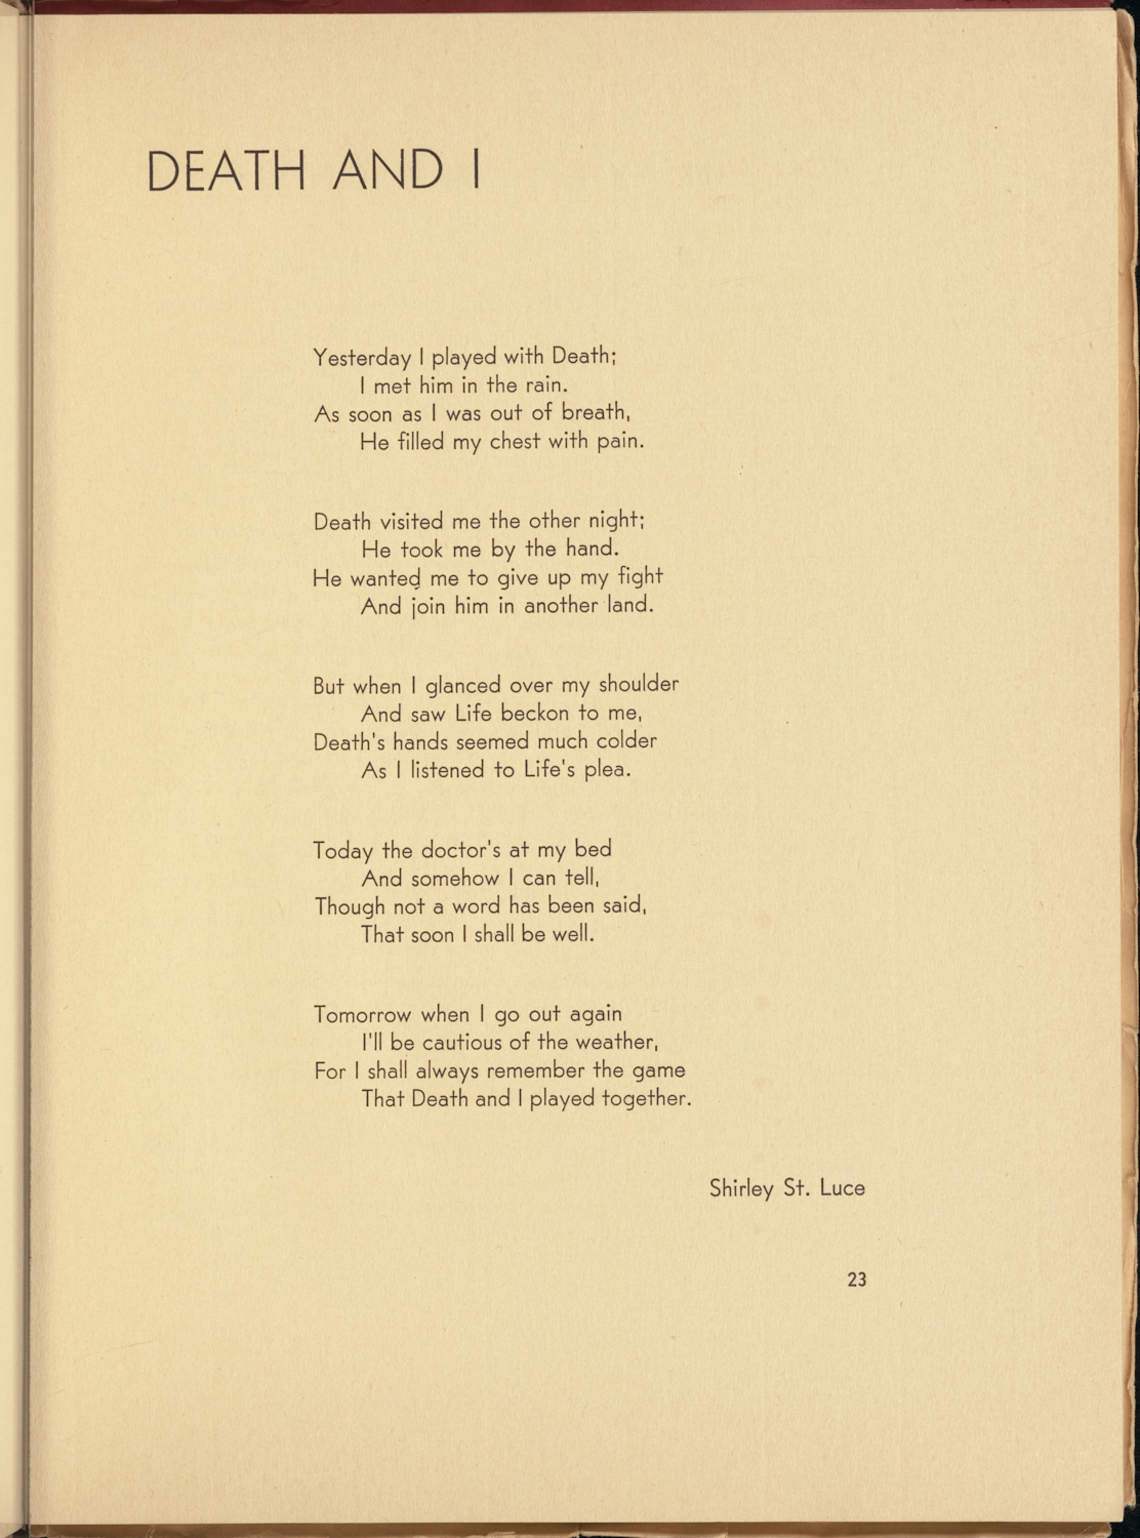 DEATH AND I
Yesterday I played with Death;
I met him in the rain.
As soon as I was out of breath,
He filled my chest with pain.
Death visited me the other night;
He took me by the hand.
He wanted me to give up my fight
And join him in another land.
But when I glanced over my shoulder
And saw Life beckon to me,
Death's hands seemed much colder
As I listened to Life's plea.
Today the doctor's at my bed
And somehow I can tell,
Though not a word has been said,
That soon I shall be well.
Tomorrow when I go out again
I'll be cautious of the weather,
For I shall always remember the game
That Death and I played together.
Shirley St. Luce
23